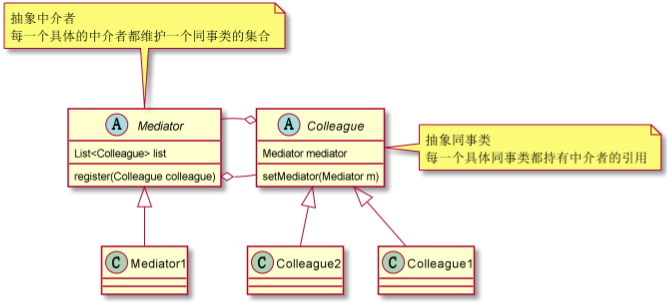 抽象中介者
每一个具体的中介者都维护一个同事类的集合
A Mediator
List<Colleague> list
register(Colleague colleague)
A Colleague
Mediator mediator
setMediator(Mediator m)
抽象同事类
每一个具体同事类都持有中介者的引用
C Mediator1
C Colleague2
C Colleague1